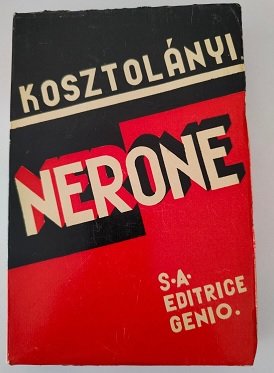 KOSZTOLÁNYI.
NERONE
S.A.
EDITRICE
GENIO.